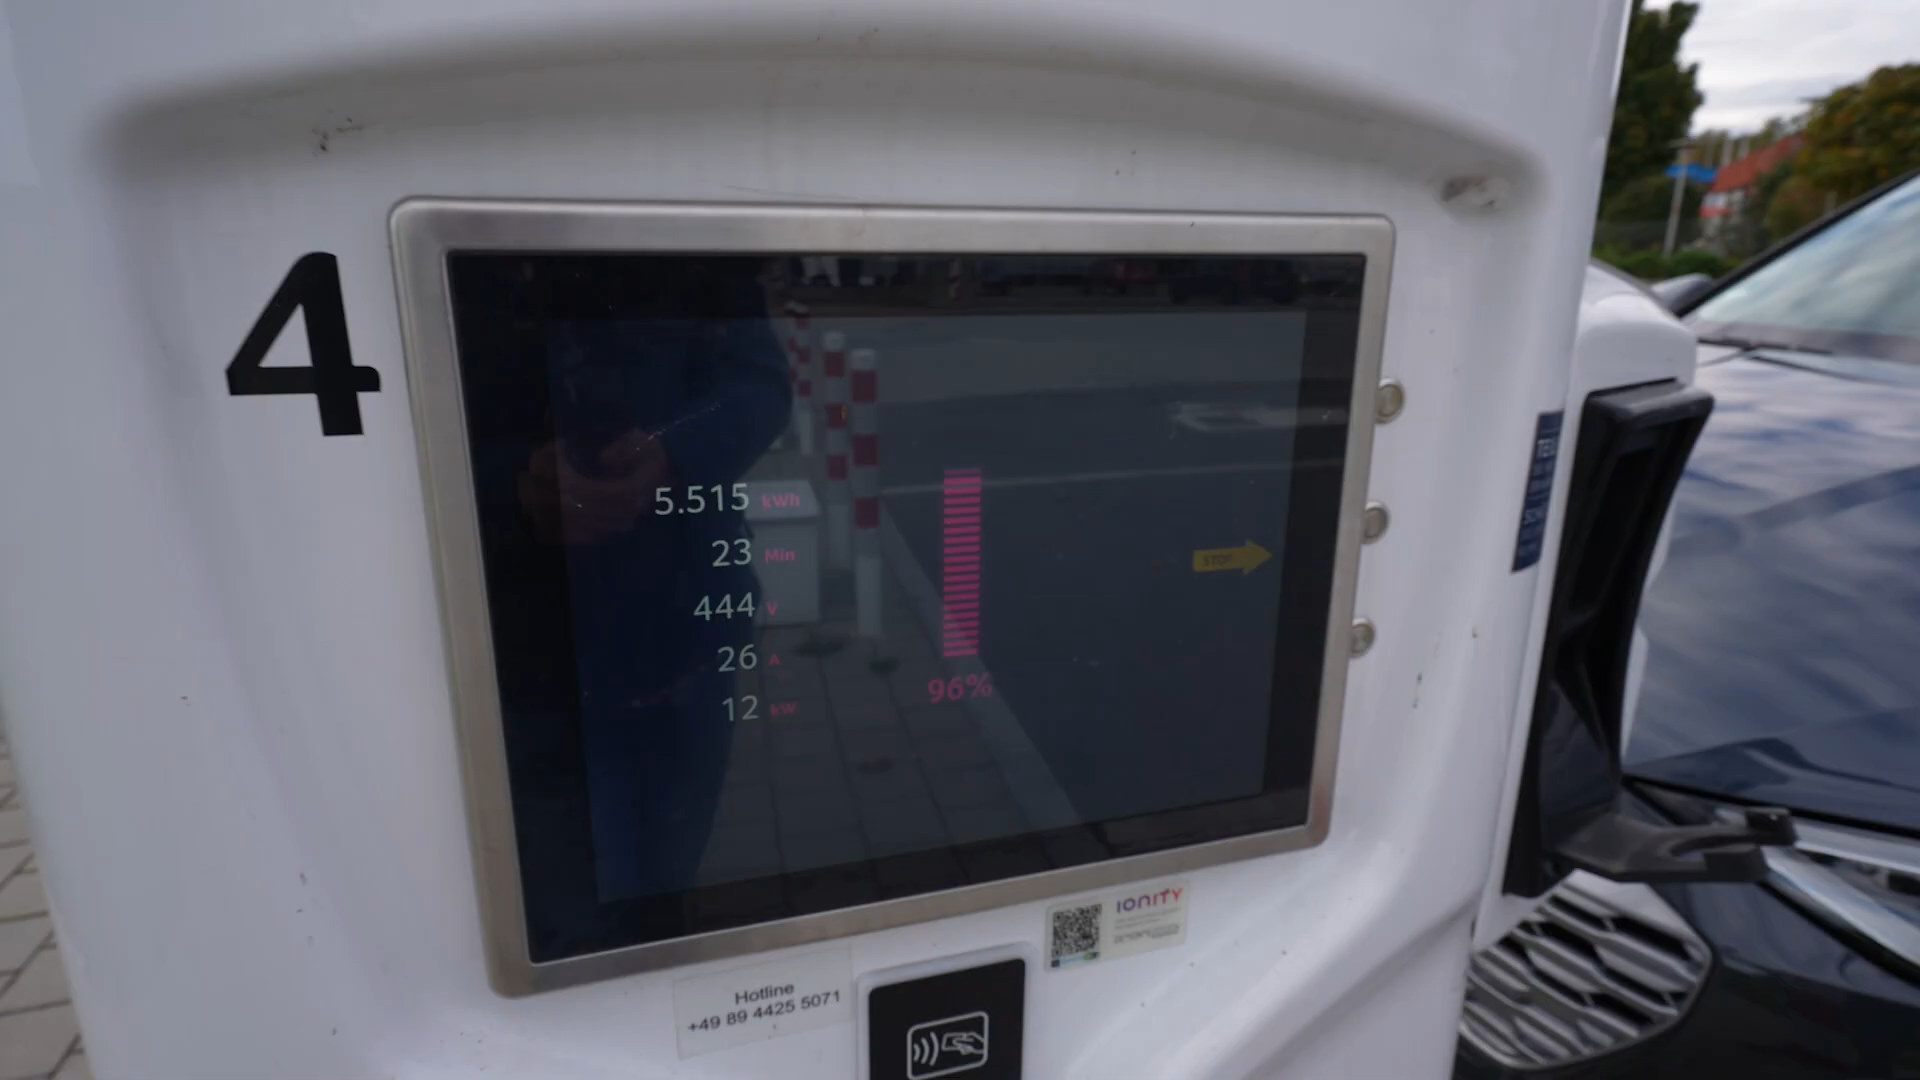 4
5.515 kWh
23 Min
444 V
26 A
12 kW
96%
STOP
IONITY
Hotline
+49 89 4425 5071